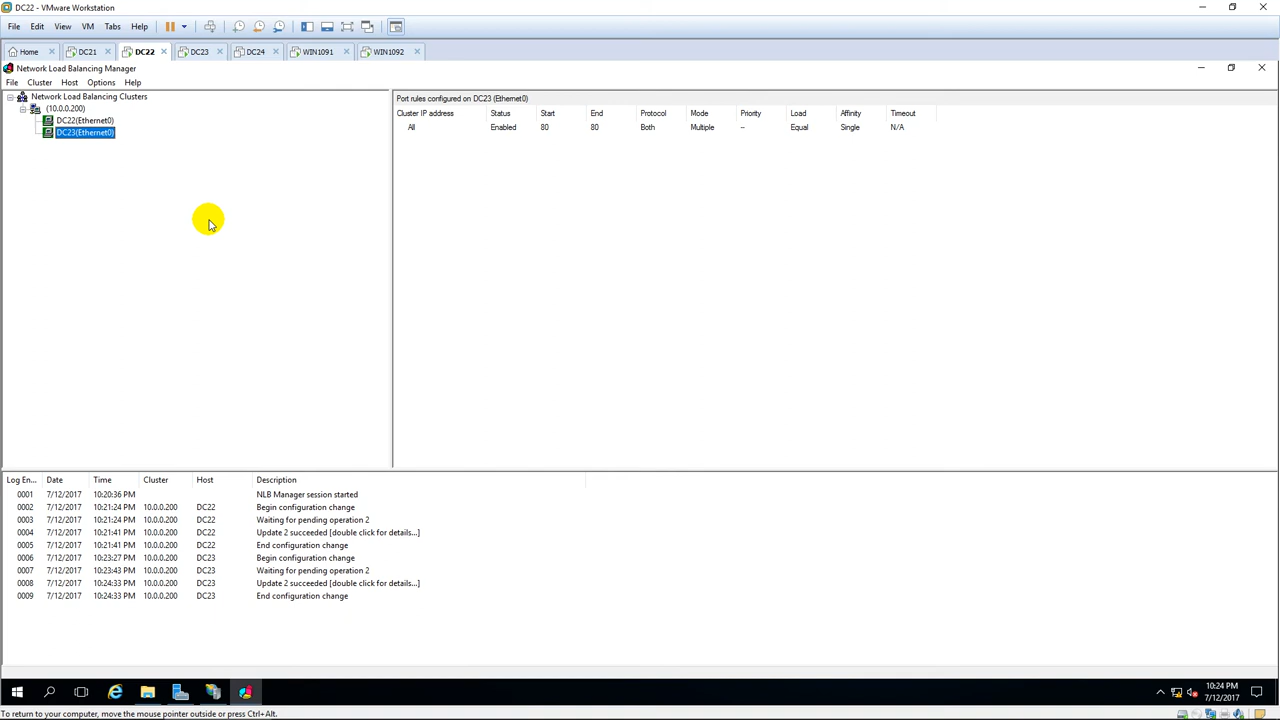 DC22 - VMware Workstation
File Edit View VM Tabs Help
Home DC21 DC22 DC23 DC24 WIN1091 WIN1092
Network Load Balancing Manager
File Cluster Host Options Help
Network Load Balancing Clusters
(10.0.0.200)
DC22(Ethernet0)
DC23(Ethernet0)
Port rules configured on DC23 (Ethernet0)
Cluster IP address Status Start End Protocol Mode Priority Load Affinity Timeout
All Enabled 80 80 Both Multiple -- Equal Single N/A
Log En... Date Time Cluster Host Description
0001 7/12/2017 10:20:36 PM NLB Manager session started
0002 7/12/2017 10:21:24 PM 10.0.0.200 DC22 Begin configuration change
0003 7/12/2017 10:21:24 PM 10.0.0.200 DC22 Waiting for pending operation 2
0004 7/12/2017 10:21:41 PM 10.0.0.200 DC22 Update 2 succeeded [double click for details...]
0005 7/12/2017 10:21:41 PM 10.0.0.200 DC22 End configuration change
0006 7/12/2017 10:23:27 PM 10.0.0.200 DC23 Begin configuration change
0007 7/12/2017 10:23:43 PM 10.0.0.200 DC23 Waiting for pending operation 2
0008 7/12/2017 10:24:33 PM 10.0.0.200 DC23 Update 2 succeeded [double click for details...]
0009 7/12/2017 10:24:33 PM 10.0.0.200 DC23 End configuration change
10:24 PM
7/12/2017
To return to your computer, move the mouse pointer outside or press Ctrl+Alt.